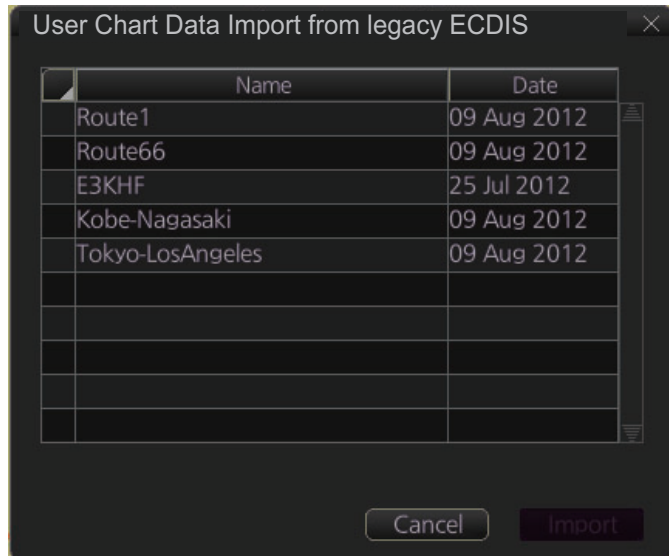 User Chart Data Import from legacy ECDIS
Name Date
Route1 09 Aug 2012
Route66 09 Aug 2012
E3KHF 25 Jul 2012
Kobe-Nagasaki 09 Aug 2012
Tokyo-LosAngeles 09 Aug 2012
Cancel Import